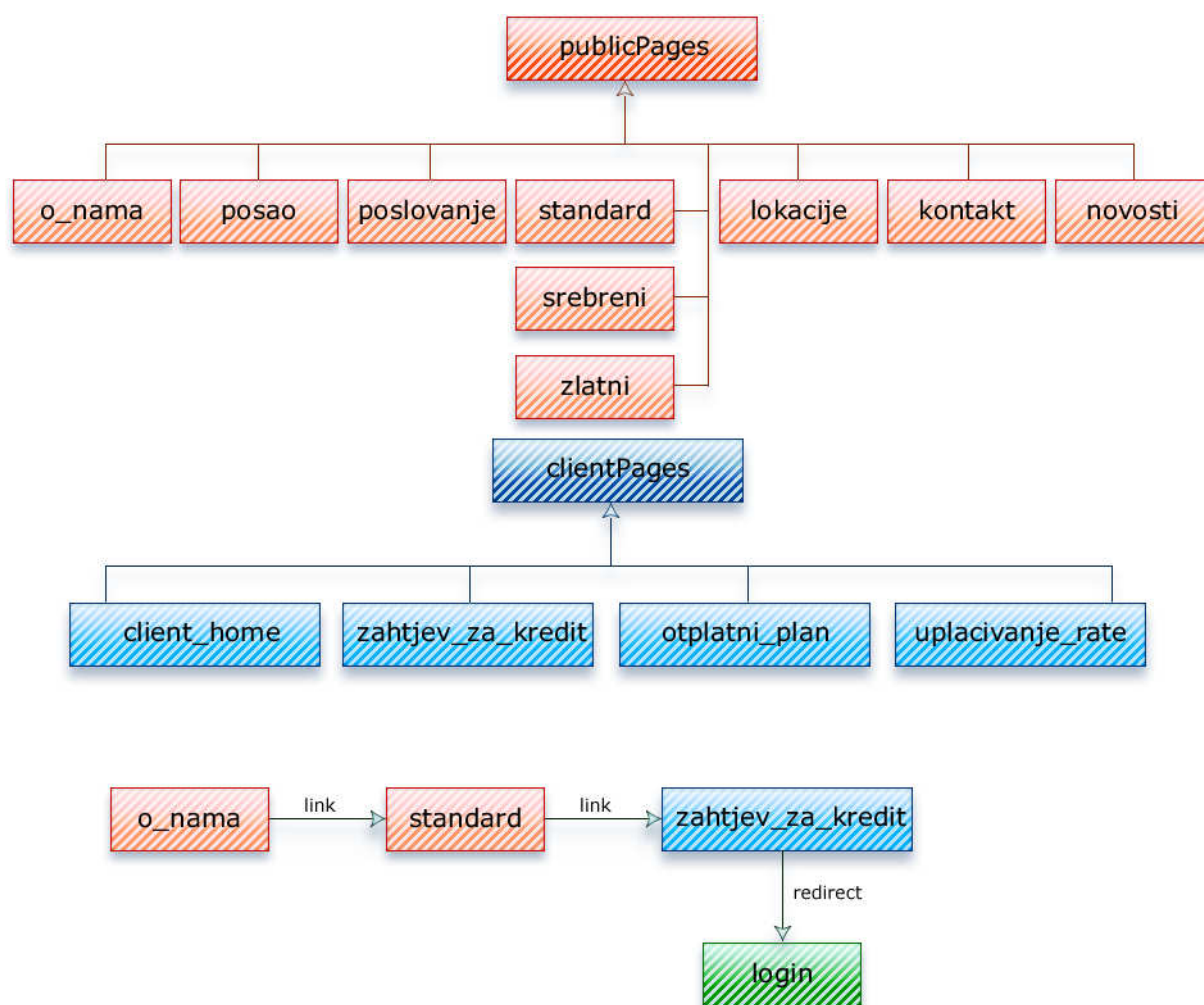 publicPages
o_nama
posao
poslovanje
standard
lokacije
kontakt
novosti
srebreni
zlatni
clientPages
client_home
zahtjev_za_kredit
otplatni_plan
uplacivanje_rate
o_nama
link
standard
link
zahtjev_za_kredit
redirect
login